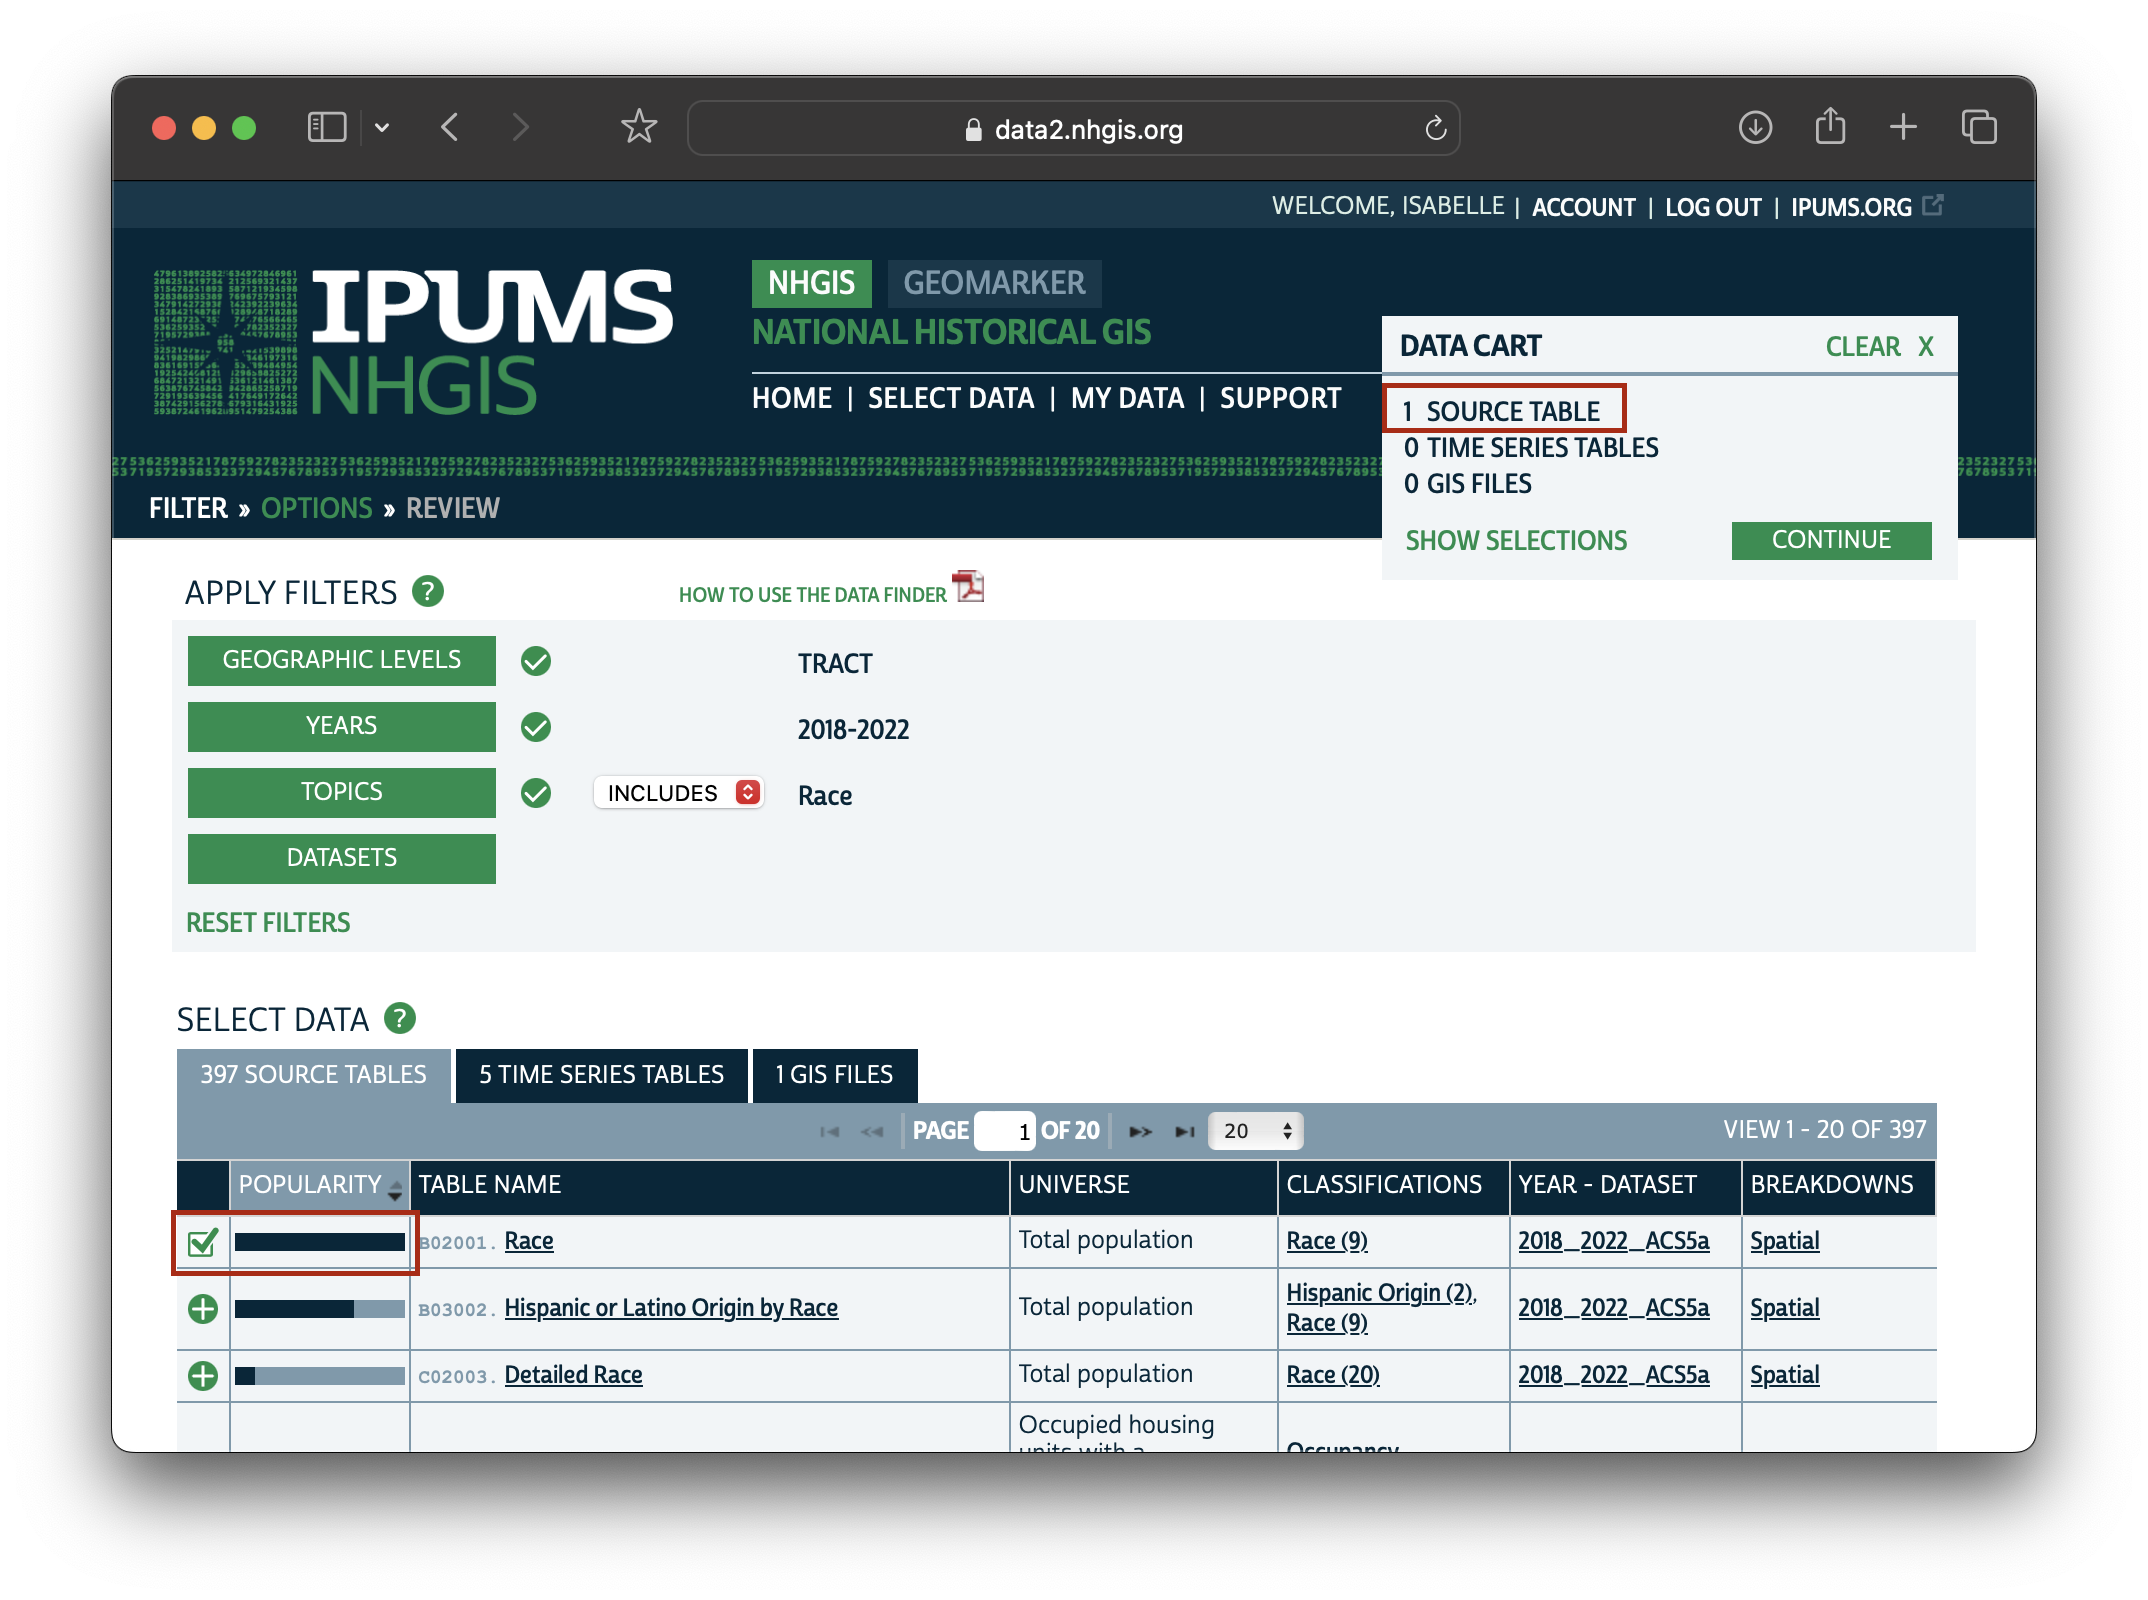 data2.nhgis.org
WELCOME, ISABELLE | ACCOUNT | LOG OUT | IPUMS.ORG
IPUMS
NHGIS
NHGIS GEOMARKER
NATIONAL HISTORICAL GIS
HOME | SELECT DATA | MY DATA | SUPPORT
DATA CART CLEAR X
1 SOURCE TABLE
0 TIME SERIES TABLES
0 GIS FILES
SHOW SELECTIONS CONTINUE
FILTER » OPTIONS » REVIEW
APPLY FILTERS ? HOW TO USE THE DATA FINDER
GEOGRAPHIC LEVELS TRACT
YEARS 2018-2022
TOPICS INCLUDES Race
DATASETS
RESET FILTERS
SELECT DATA ?
397 SOURCE TABLES 5 TIME SERIES TABLES 1 GIS FILES
PAGE 1 OF 20 20 VIEW 1 - 20 OF 397
POPULARITY TABLE NAME UNIVERSE CLASSIFICATIONS YEAR - DATASET BREAKDOWNS
B02001. Race Total population Race (9) 2018_2022_ACS5a Spatial
B03002. Hispanic or Latino Origin by Race Total population Hispanic Origin (2), 2018_2022_ACS5a Spatial
Race (9)
C02003. Detailed Race Total population Race (20) 2018_2022_ACS5a Spatial
Occupied housing
units with a Occupancy